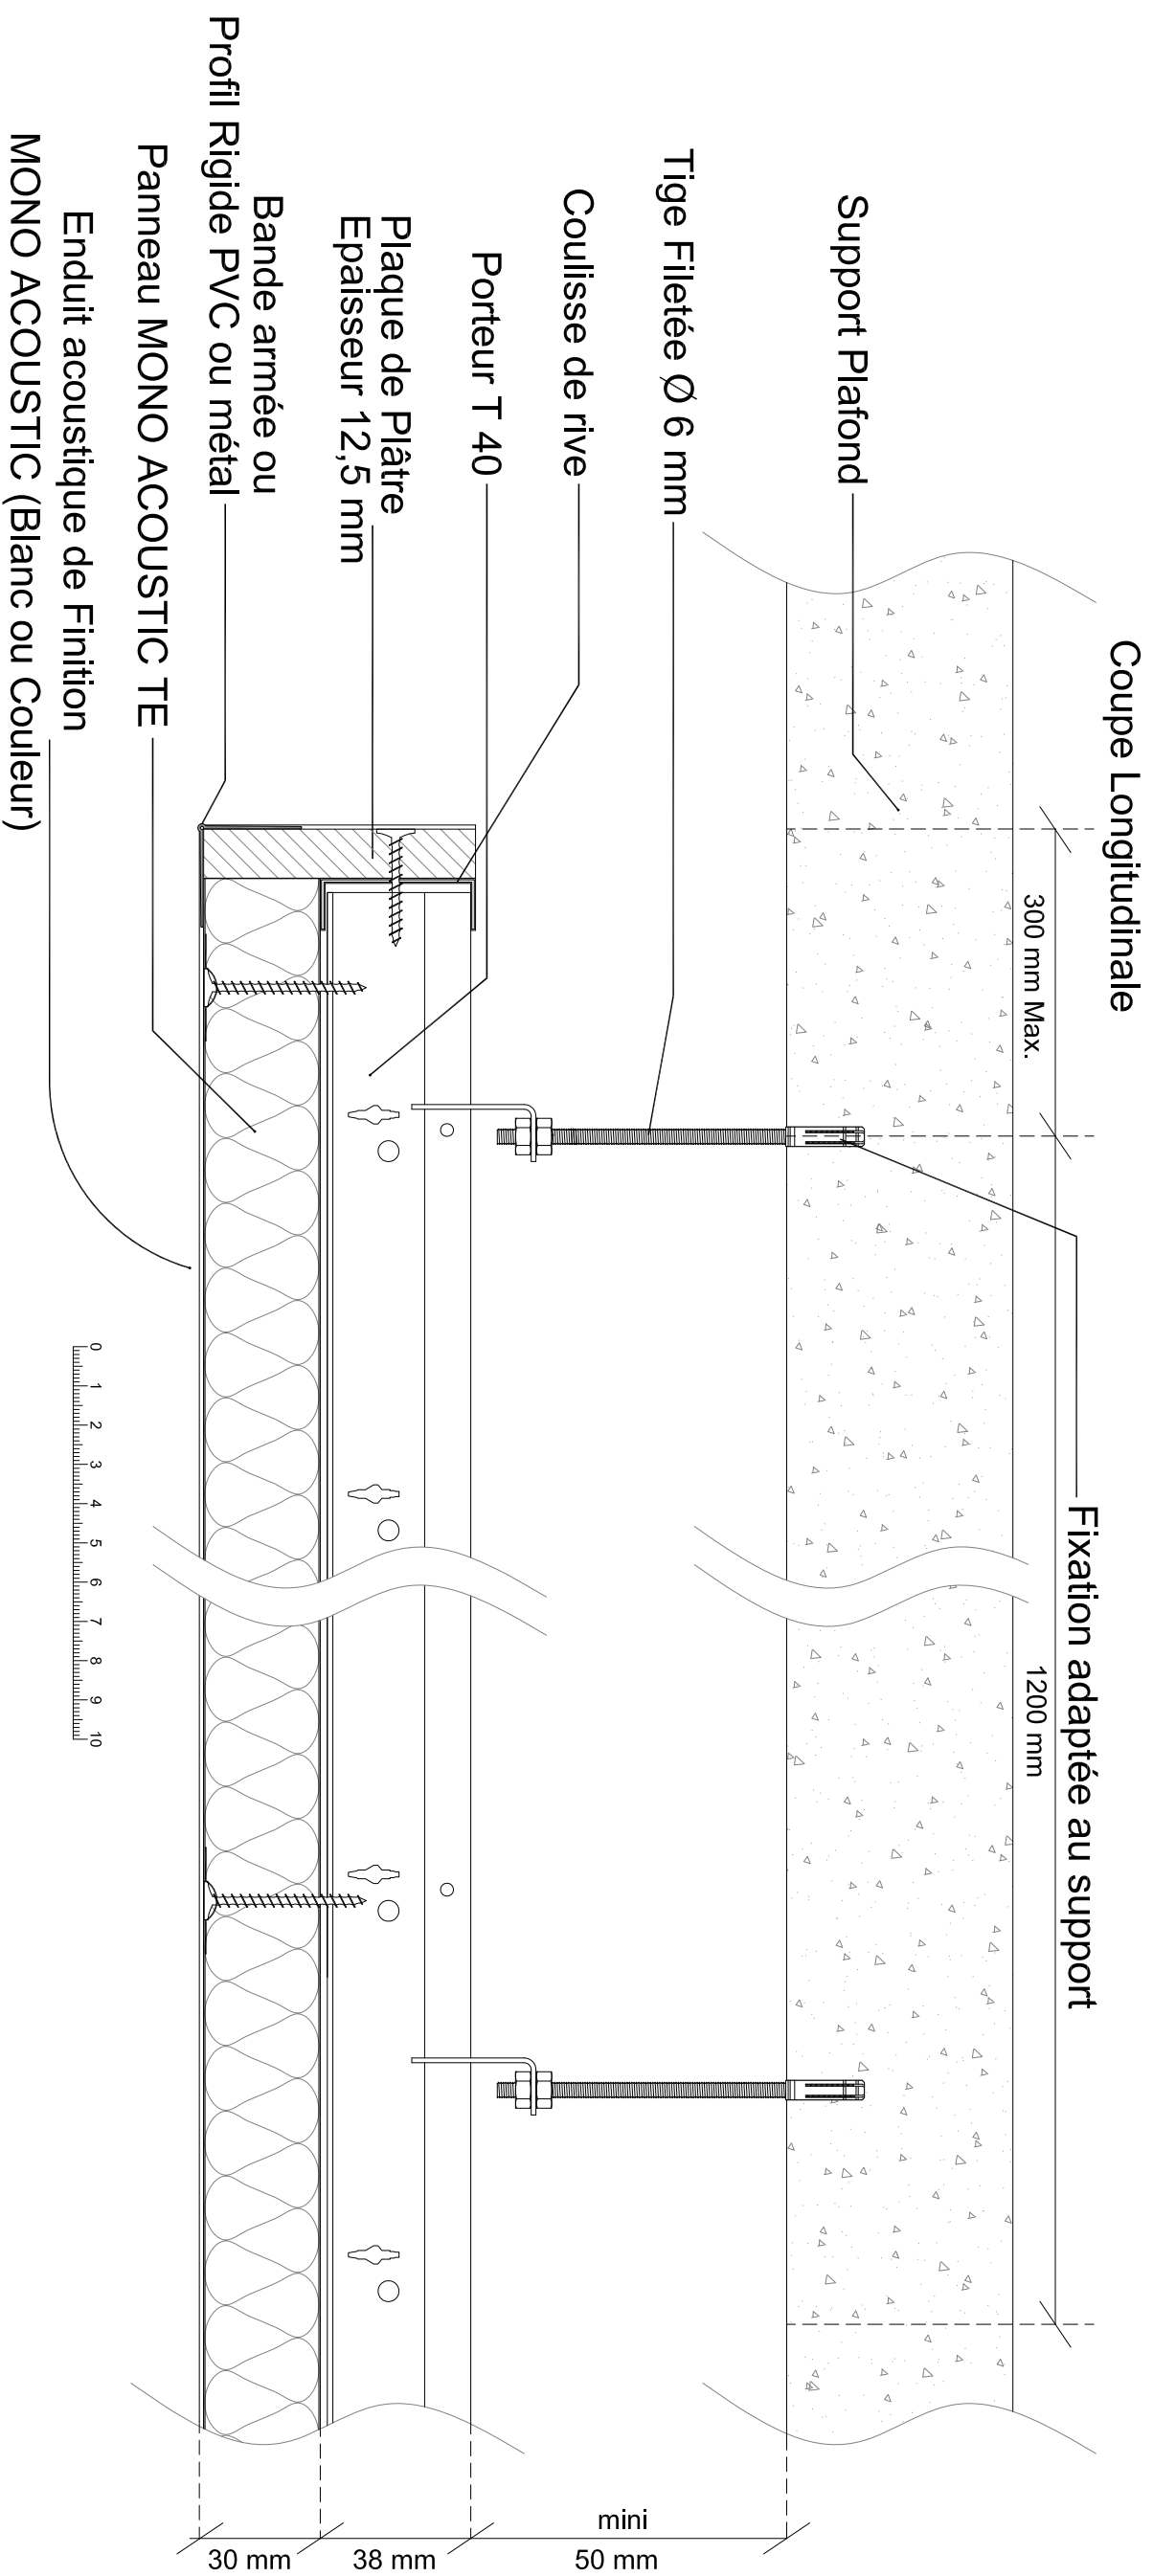 Coupe Longitudinale
300 mm Max.
1200 mm
Fixation adaptée au support
Support Plafond
Tige Filetée Ø 6 mm
Coulisse de rive
Porteur T 40
Plaque de Plâtre
Epaisseur 12,5 mm
Bande armée ou
Profil Rigide PVC ou métal
Panneau MONO ACOUSTIC TE
Enduit acoustique de Finition
MONO ACOUSTIC (Blanc ou Couleur)
0 1 2 3 4 5 6 7 8 9 10
mini
50 mm
38 mm
30 mm